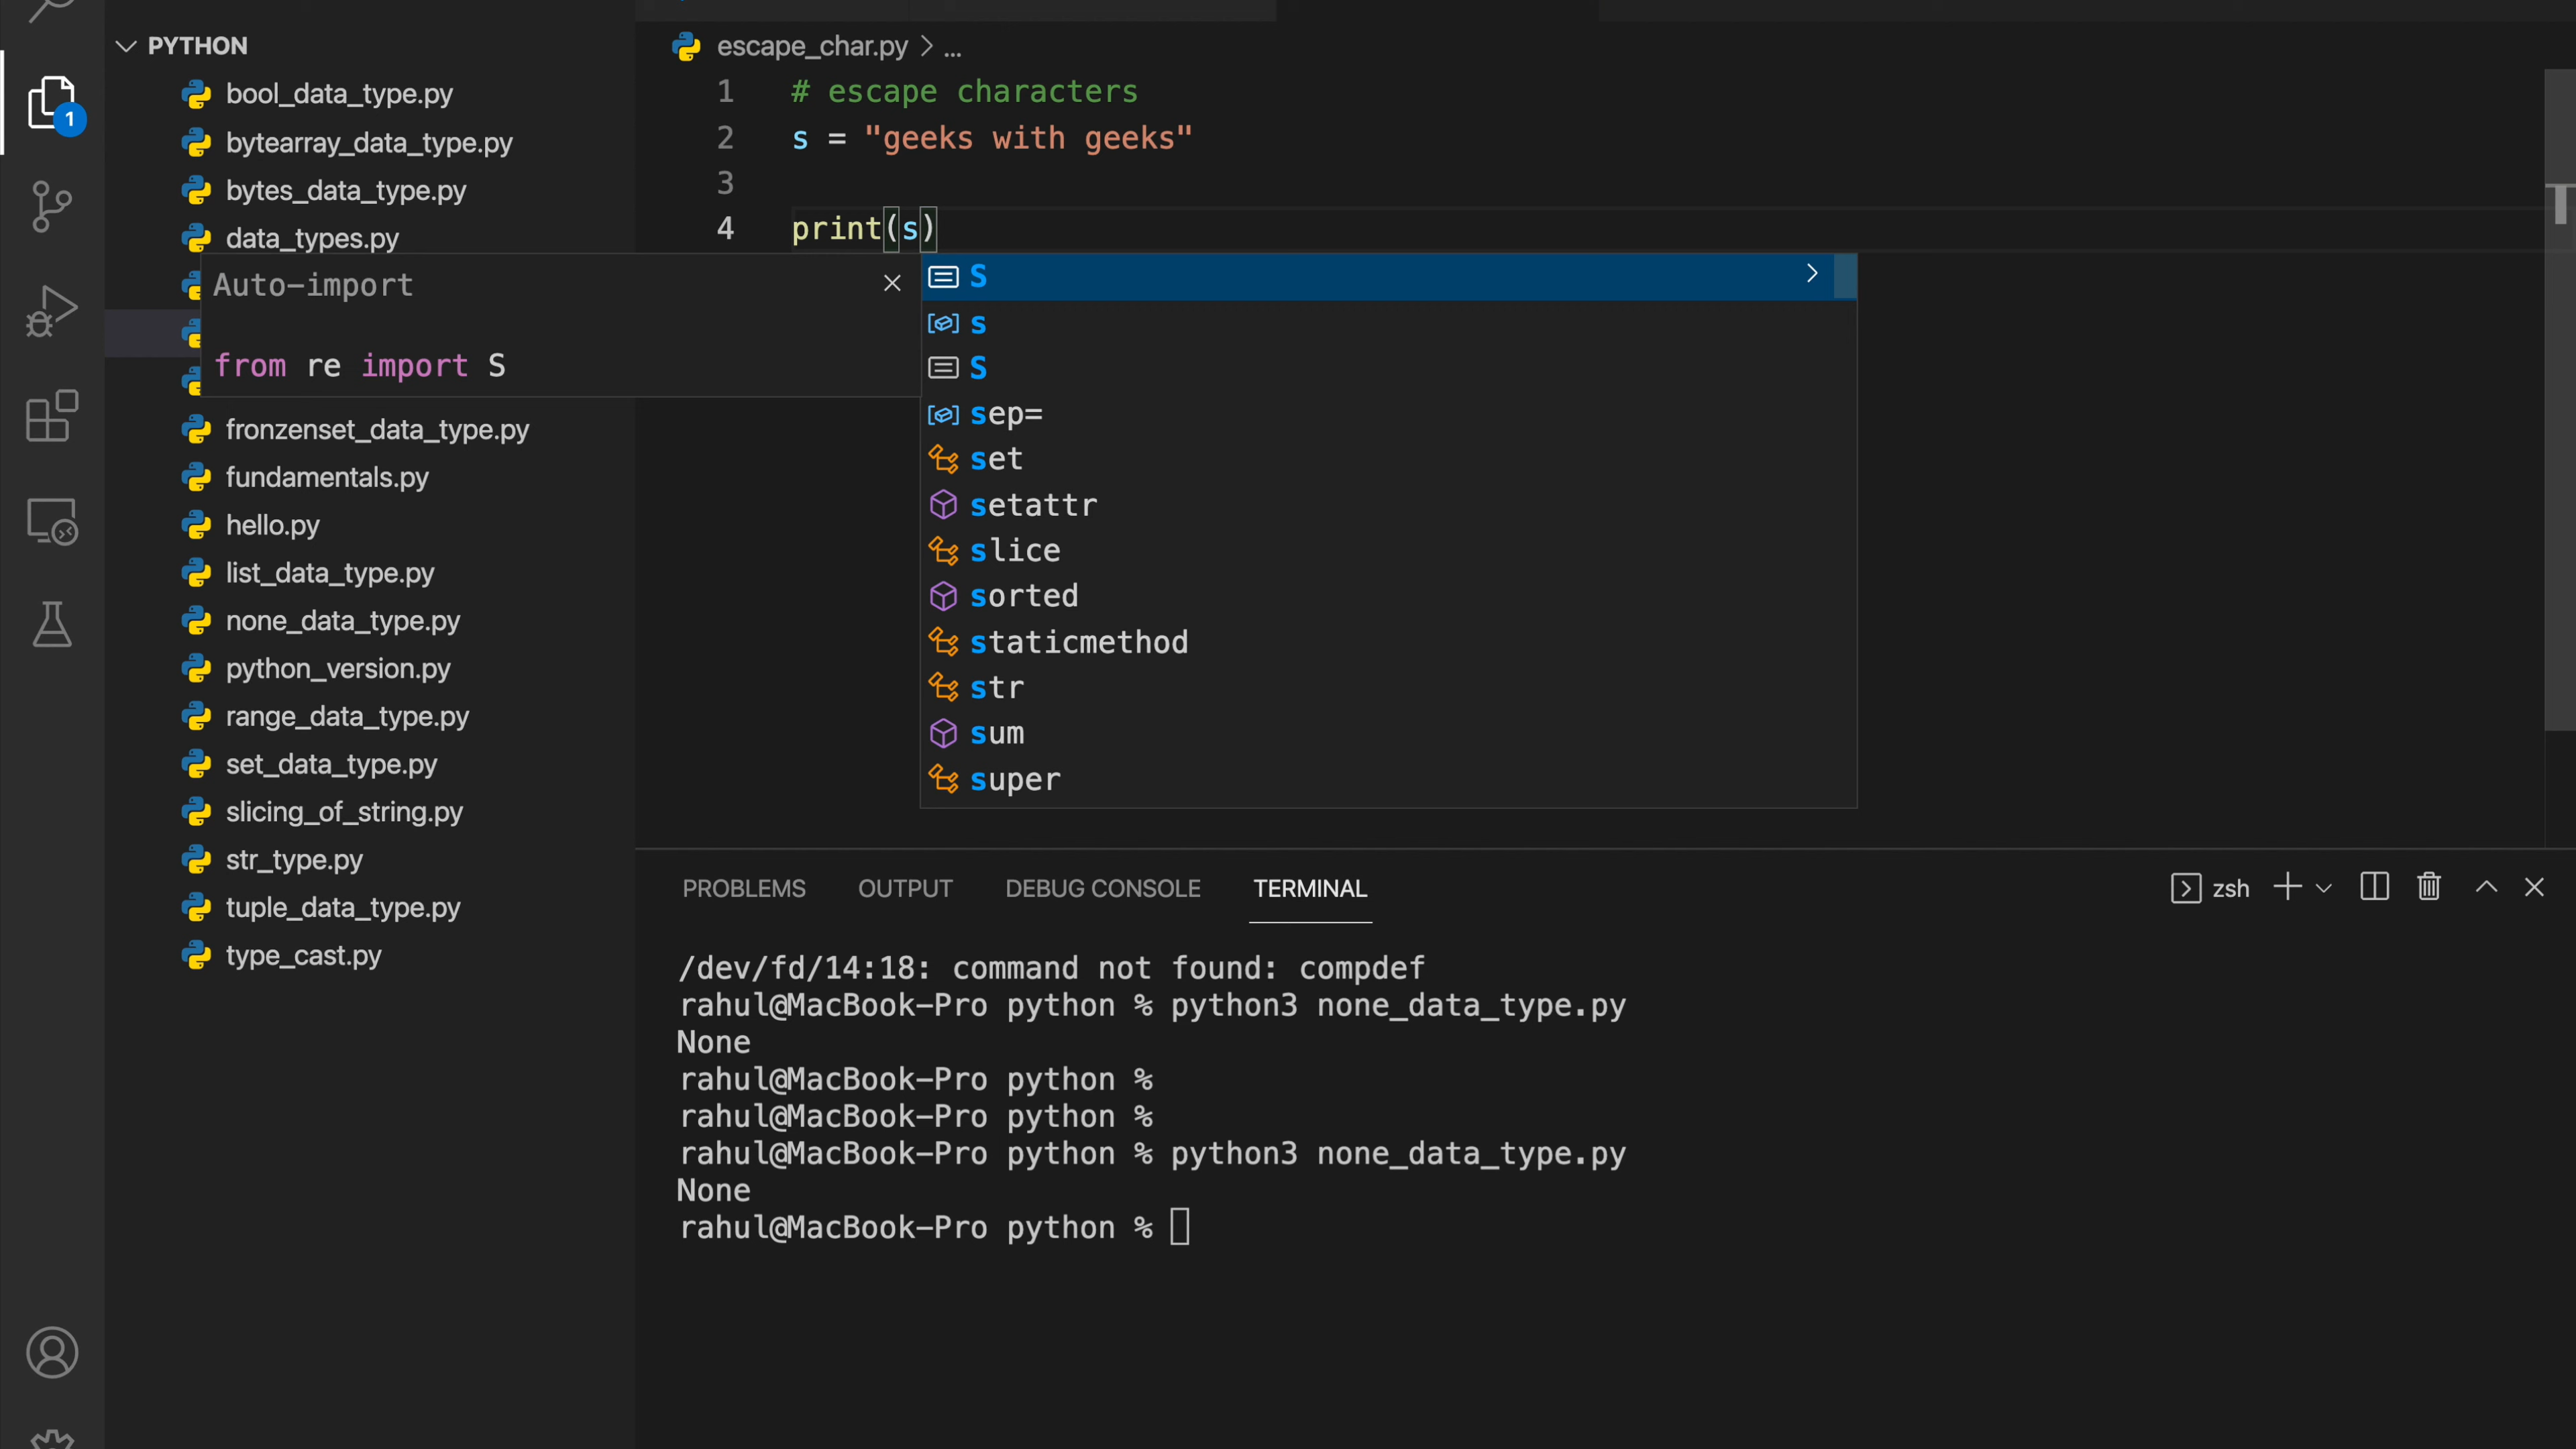 PYTHON
bool_data_type.py
bytearray_data_type.py
bytes_data_type.py
data_types.py
fronzenset_data_type.py
fundamentals.py
hello.py
list_data_type.py
none_data_type.py
python_version.py
range_data_type.py
set_data_type.py
slicing_of_string.py
str_type.py
tuple_data_type.py
type_cast.py
1
escape_char.py > ...
1 # escape characters
2 s = "geeks with geeks"
3
4 print(s)
Auto-import
from re import S
S
s
S
sep=
set
setattr
slice
sorted
staticmethod
str
sum
super
PROBLEMS OUTPUT DEBUG CONSOLE TERMINAL zsh
/dev/fd/14:18: command not found: compdef
rahul@MacBook-Pro python % python3 none_data_type.py
None
rahul@MacBook-Pro python %
rahul@MacBook-Pro python %
rahul@MacBook-Pro python % python3 none_data_type.py
None
rahul@MacBook-Pro python %